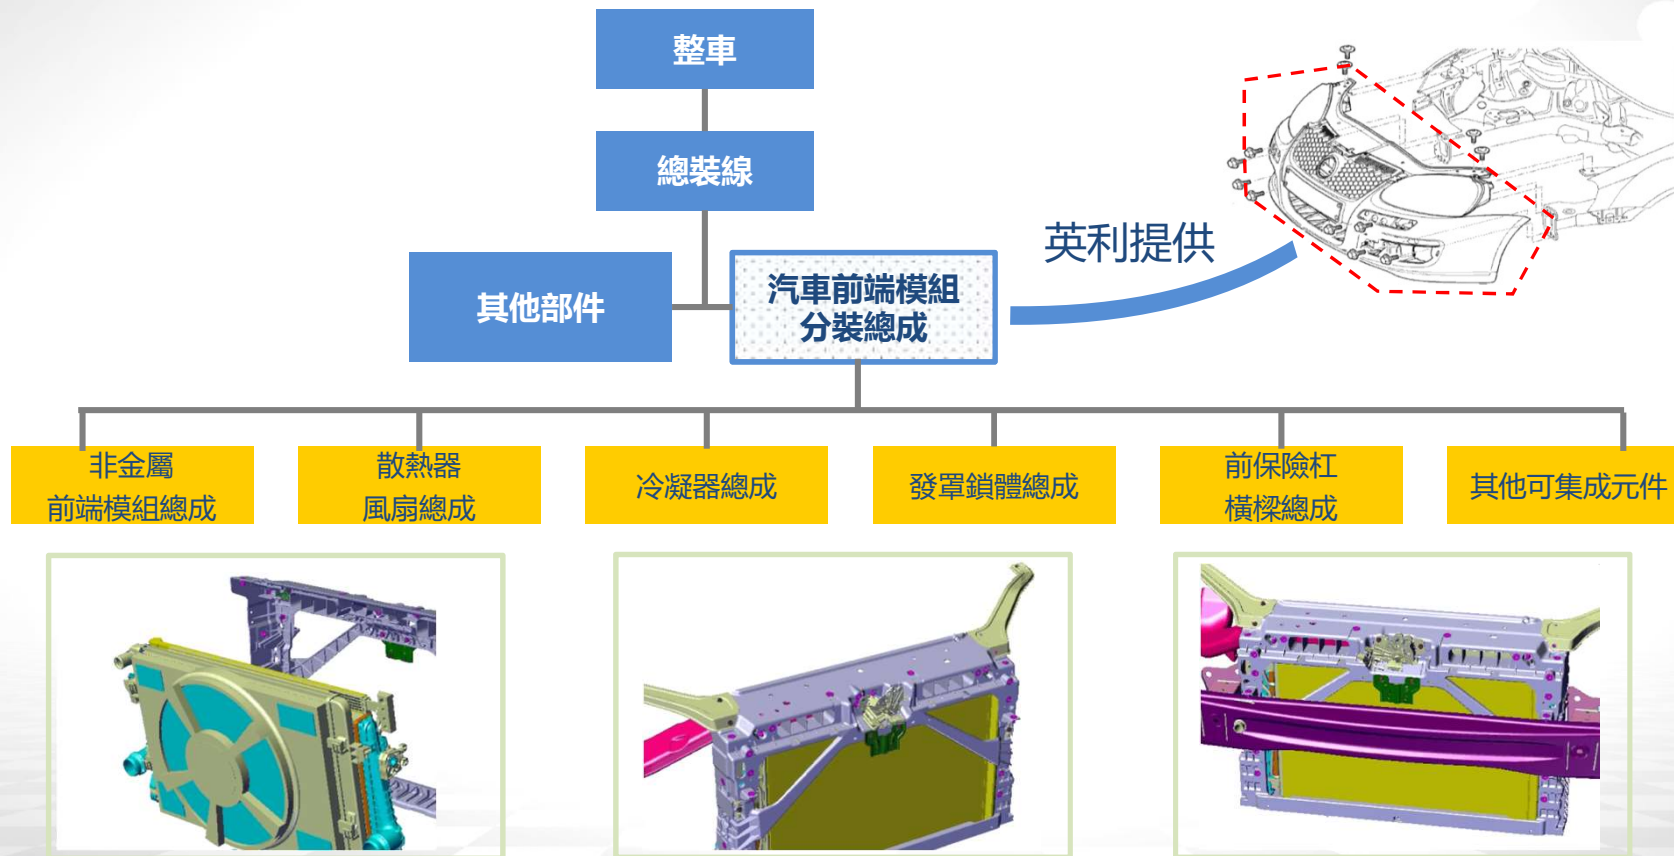 整車
總裝線
英利提供
其他部件
汽車前端模組
分裝總成
非金屬
前端模組總成
散熱器
風扇總成
冷凝器總成
發罩鎖體總成
前保險杠
橫樑總成
其他可集成元件